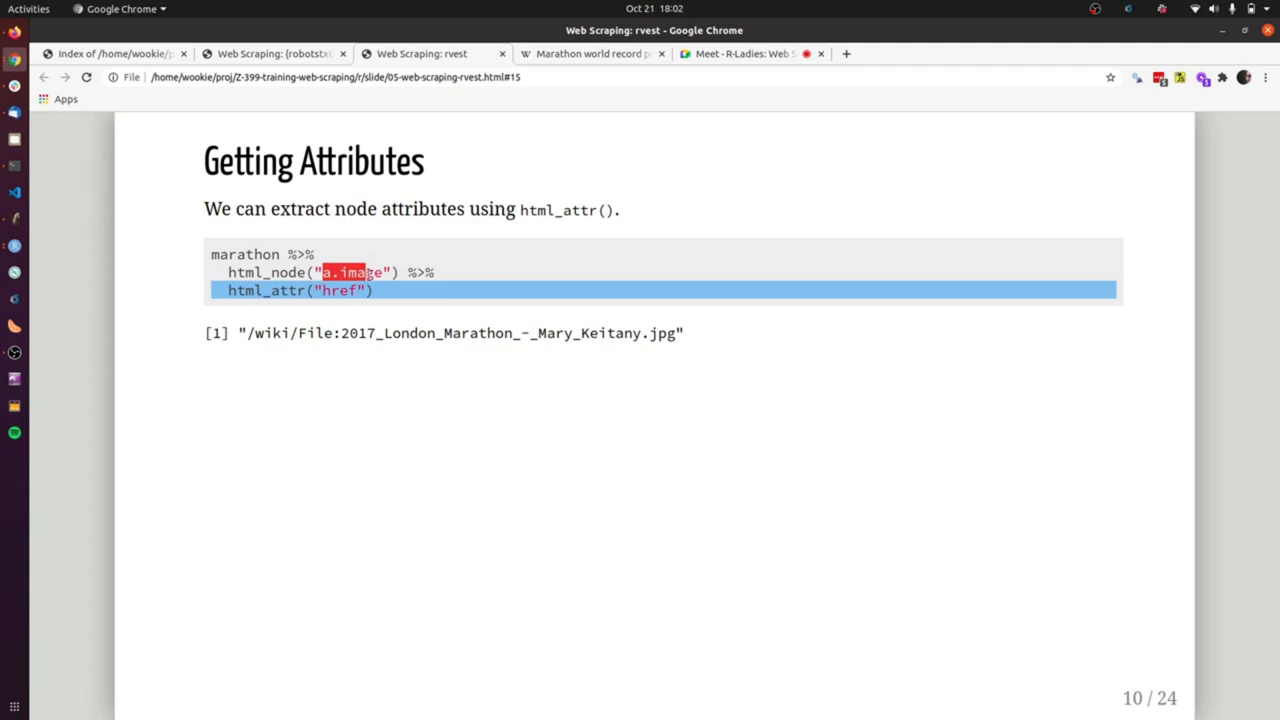 Activities
Google Chrome
Oct 21 18:02
Web Scraping: rvest - Google Chrome
Index of /home/wookie/p
Web Scraping: {robotstxt
Web Scraping: rvest
Marathon world record p
Meet - R-Ladies: Web S
File
/home/wookie/proj/Z-399-training-web-scraping/r/slide/05-web-scraping-rvest.html#15
Apps
Getting Attributes
We can extract node attributes using html_attr().
marathon %>%
html_node("a.image") %>%
html_attr("href")
[1] "/wiki/File:2017_London_Marathon_-_Mary_Keitany.jpg"
10 / 24